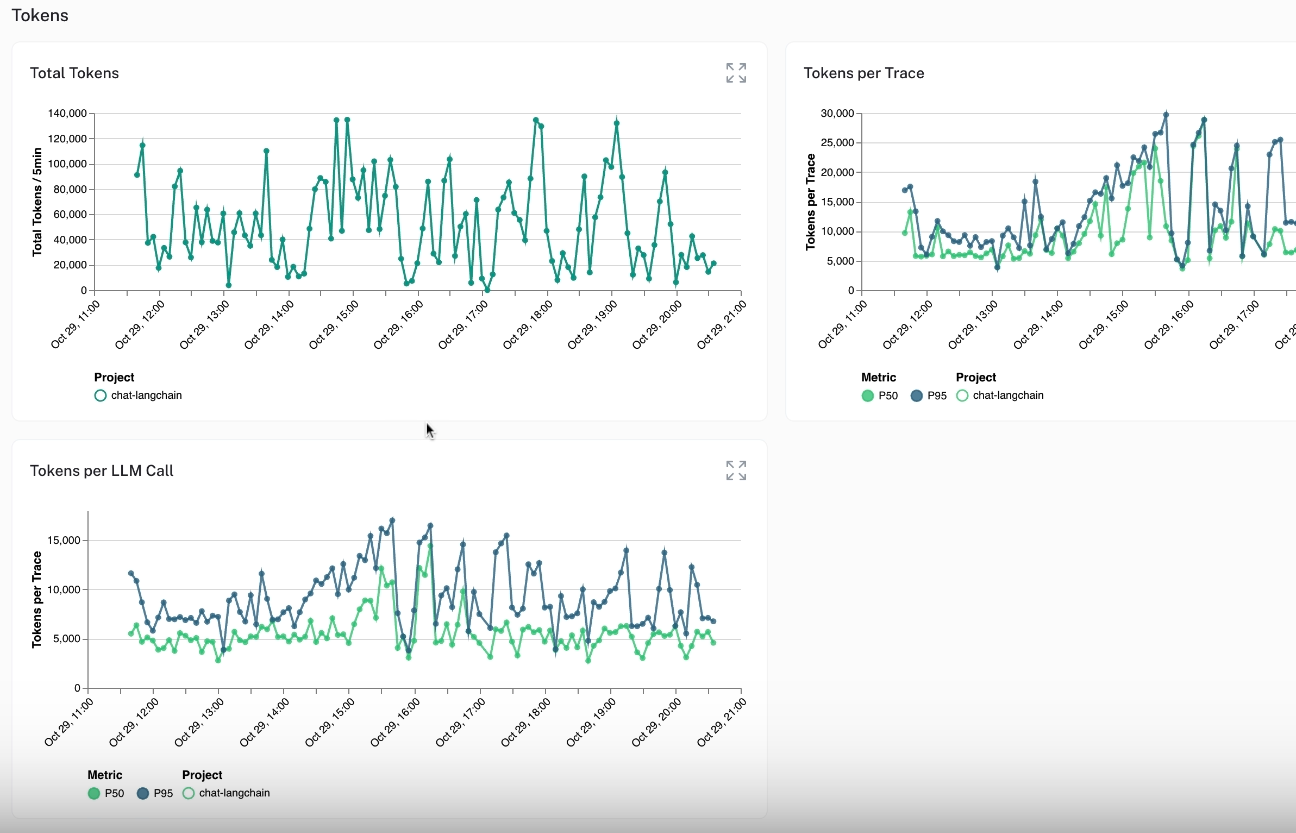 Tokens
Total Tokens
Total Tokens / 5min
140,000
120,000
100,000
80,000
60,000
40,000
20,000
0
Oct 29, 11:00
Oct 29, 12:00
Oct 29, 13:00
Oct 29, 14:00
Oct 29, 15:00
Oct 29, 16:00
Oct 29, 17:00
Oct 29, 18:00
Oct 29, 19:00
Oct 29, 20:00
Oct 29, 21:00
Project
chat-langchain
Tokens per Trace
Tokens per Trace
30,000
25,000
20,000
15,000
10,000
5,000
0
Oct 29, 11:00
Oct 29, 12:00
Oct 29, 13:00
Oct 29, 14:00
Oct 29, 15:00
Oct 29, 16:00
Oct 29, 17:00
Metric Project
P50 P95 chat-langchain
Tokens per LLM Call
Tokens per Trace
15,000
10,000
5,000
0
Oct 29, 11:00
Oct 29, 12:00
Oct 29, 13:00
Oct 29, 14:00
Oct 29, 15:00
Oct 29, 16:00
Oct 29, 17:00
Oct 29, 18:00
Oct 29, 19:00
Oct 29, 20:00
Oct 29, 21:00
Metric Project
P50 P95 chat-langchain